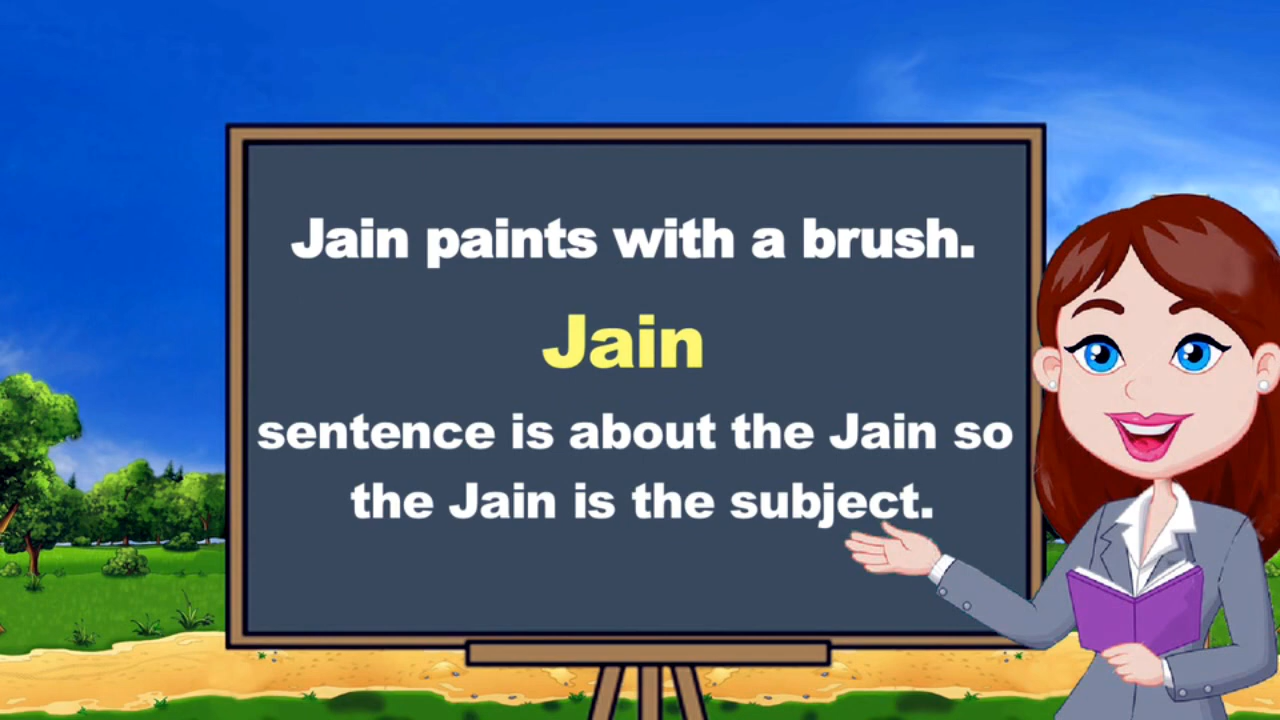 Jain paints with a brush.
Jain
sentence is about the Jain so
the Jain is the subject.